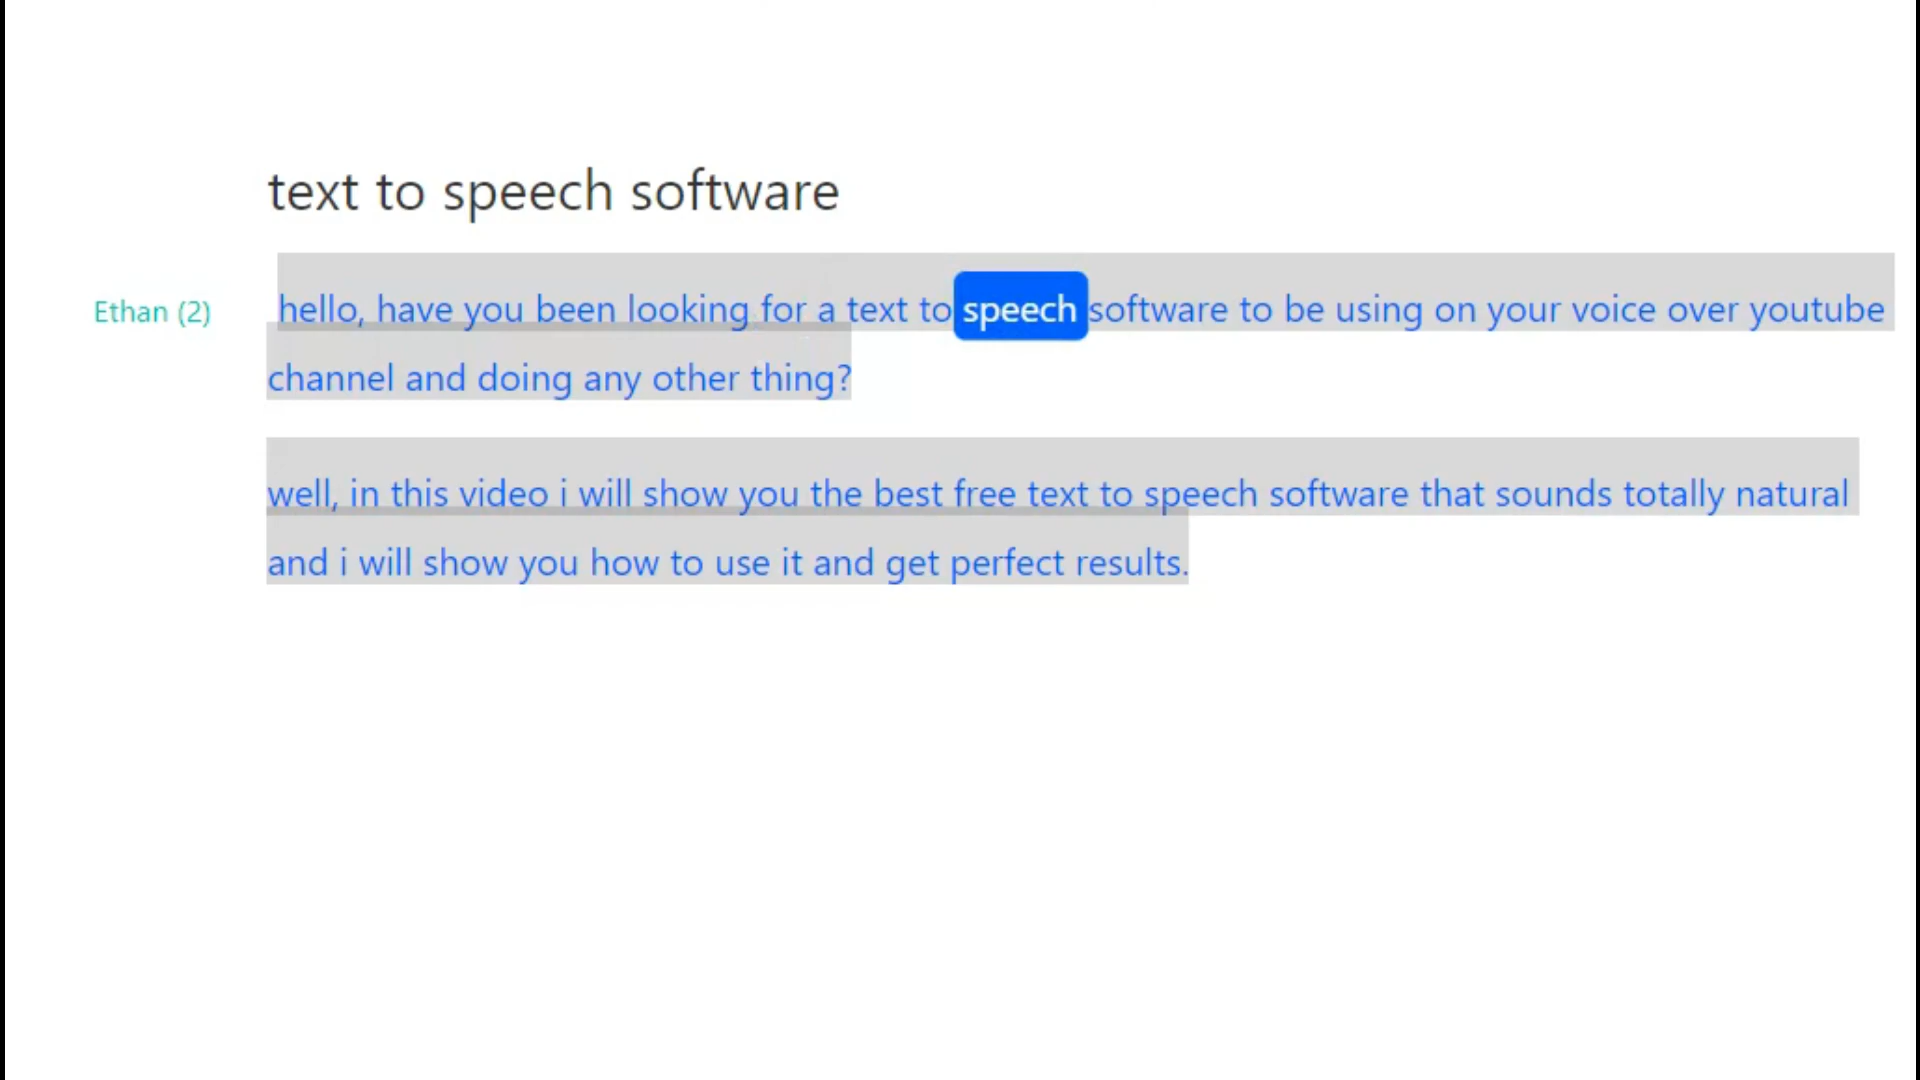 text to speech software
Ethan (2) hello, have you been looking for a text to speech software to be using on your voice over youtube
channel and doing any other thing?
well, in this video i will show you the best free text to speech software that sounds totally natural
and i will show you how to use it and get perfect results.